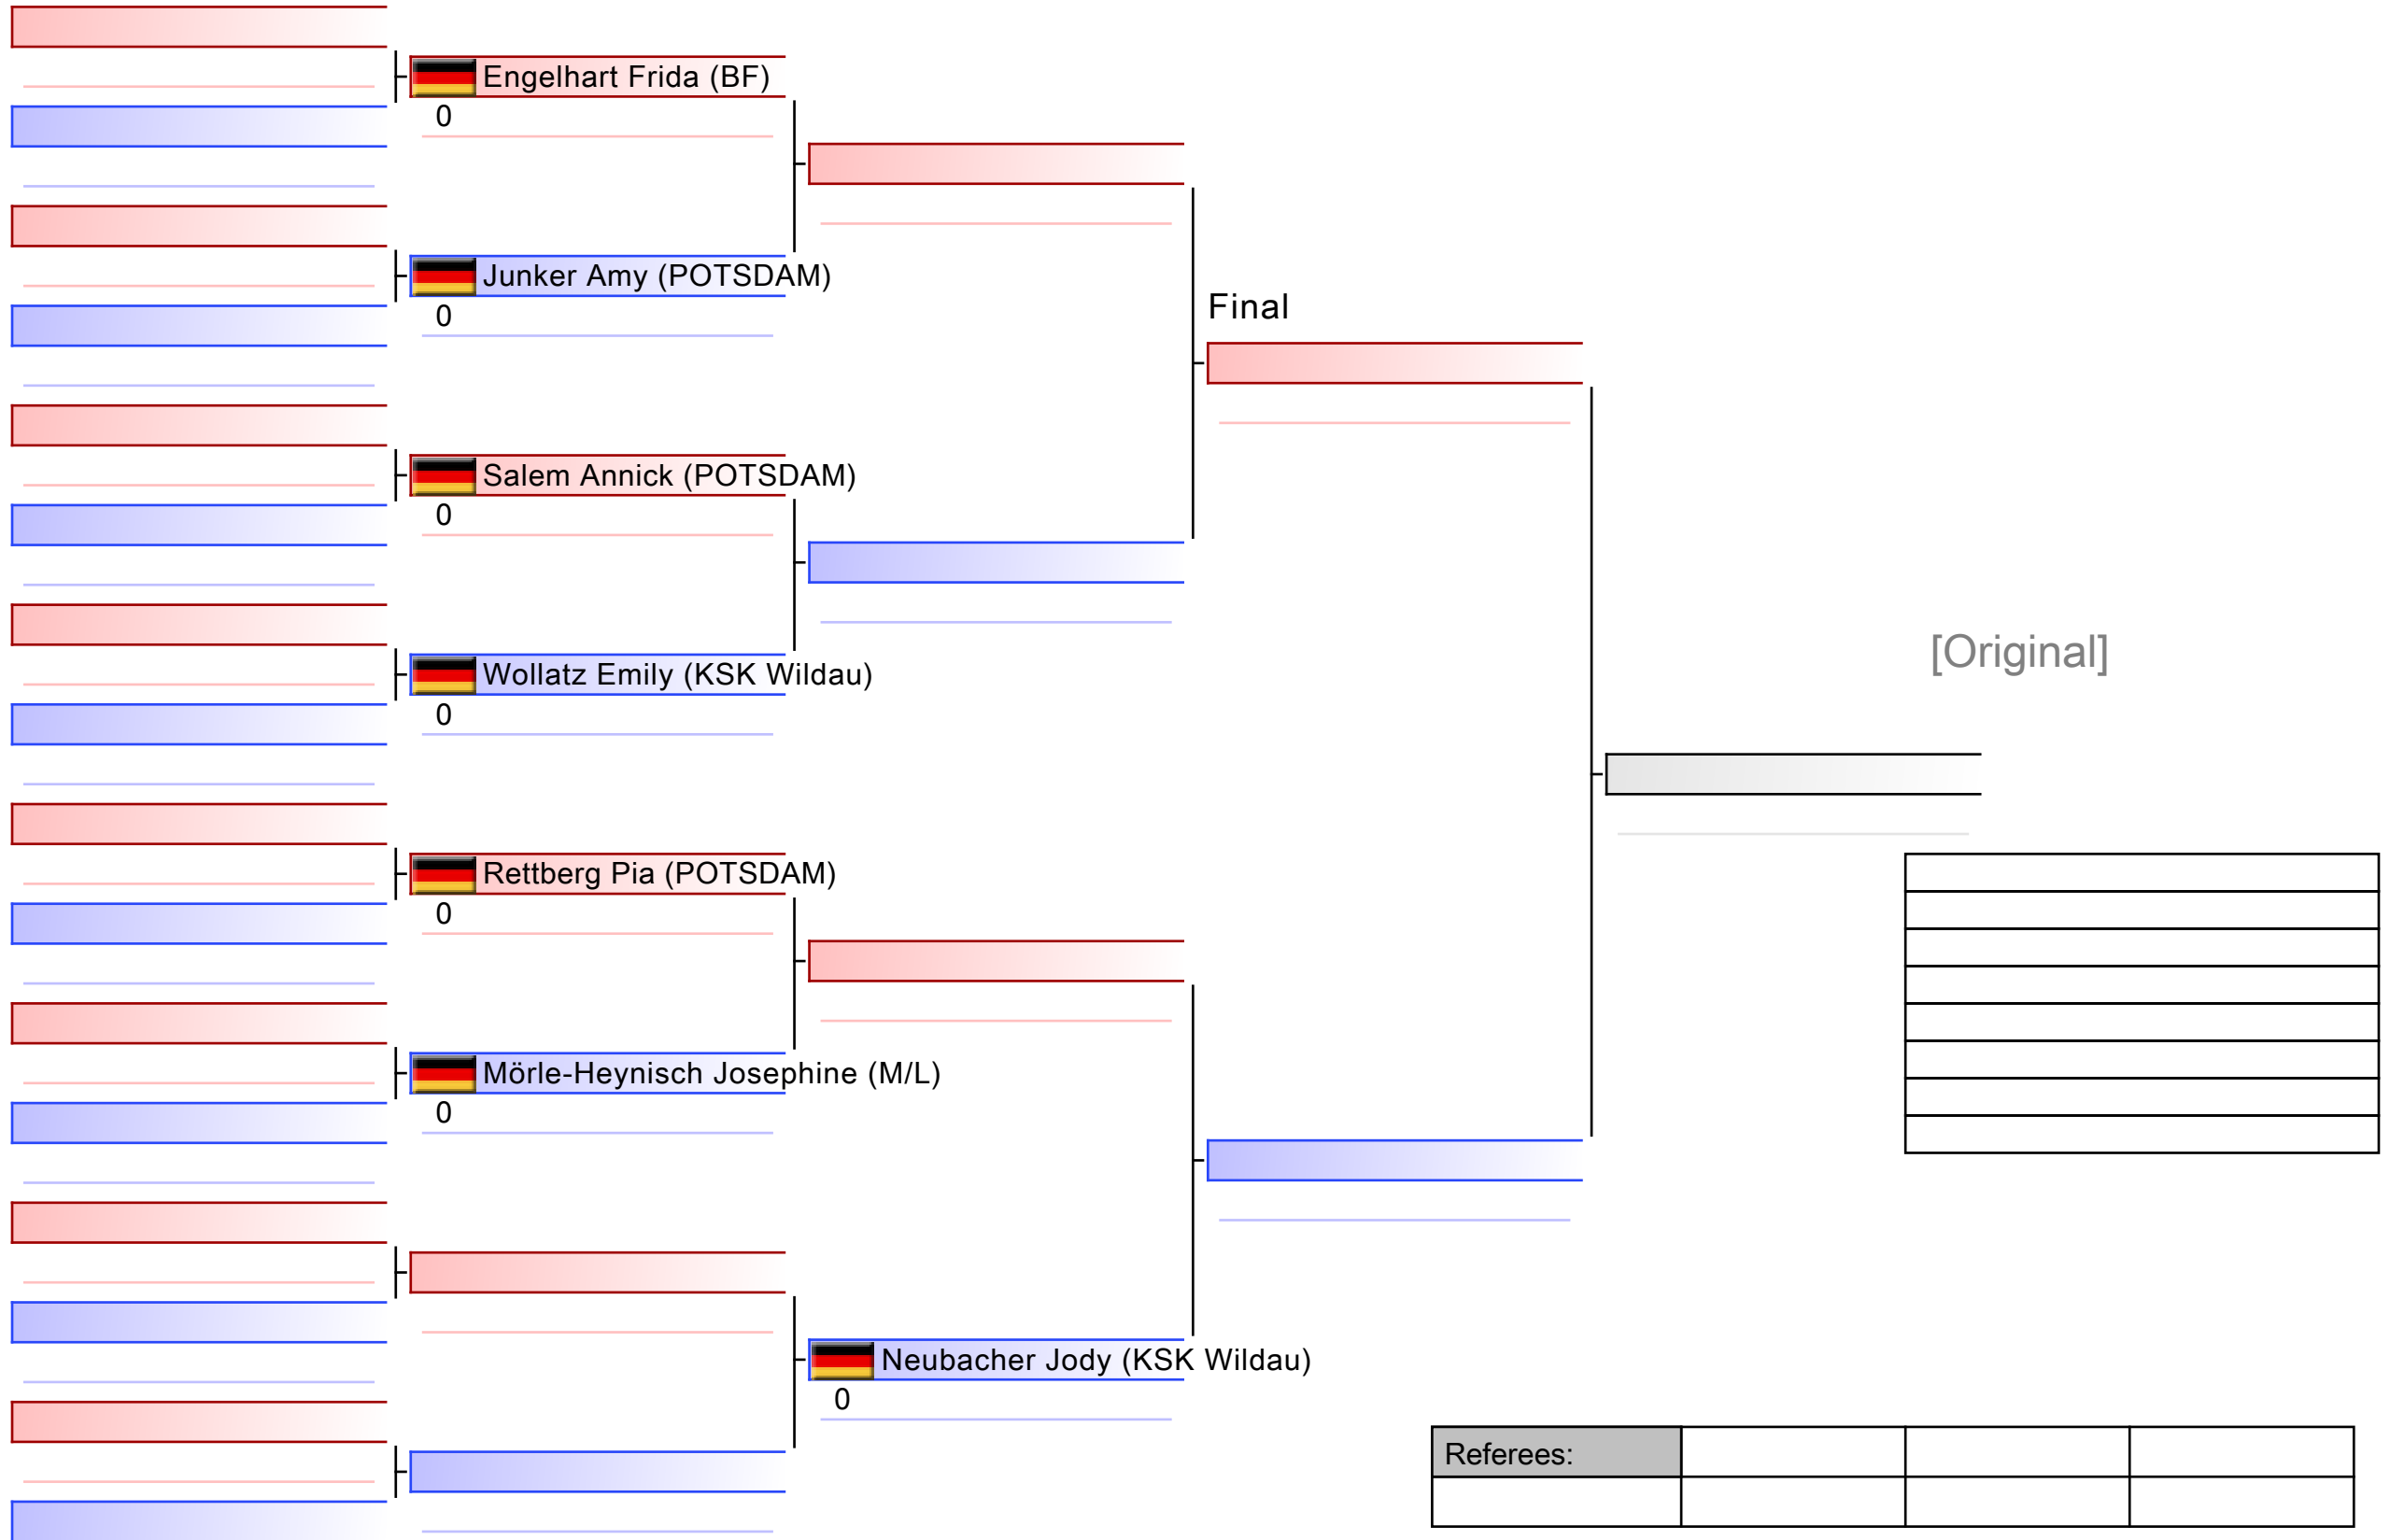 Engelhart Frida (BF)
0
Junker Amy (POTSDAM)
0
Final
Salem Annick (POTSDAM)
0
Wollatz Emily (KSK Wildau)
0
[Original]
Rettberg Pia (POTSDAM)
0
Mörle-Heynisch Josephine (M/L)
0
Neubacher Jody (KSK Wildau)
0
Referees: